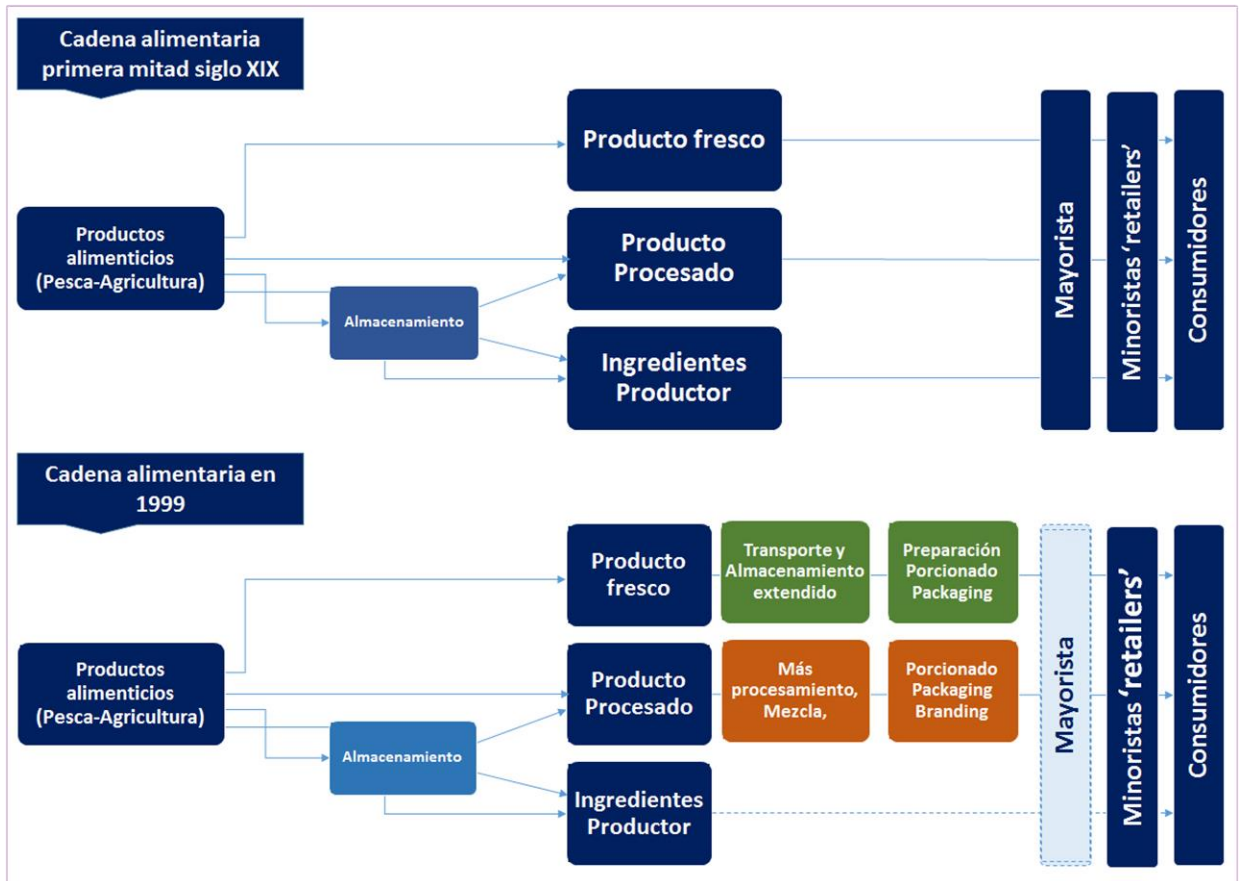 Cadena alimentaria
primera mitad siglo XIX
Producto fresco
Productos
alimenticios
(Pesca-Agricultura)
Almacenamiento
Producto
Procesado
Ingredientes
Productor
Mayorista
Minoristas ‘retailers’
Consumidores
Cadena alimentaria en
1999
Productos
alimenticios
(Pesca-Agricultura)
Almacenamiento
Producto
fresco
Transporte y
Almacenamiento
extendido
Preparación
Porcionado
Packaging
Producto
Procesado
Más
procesamiento,
Mezcla,
Porcionado
Packaging
Branding
Ingredientes
Productor
Mayorista
Minoristas ‘retailers’
Consumidores